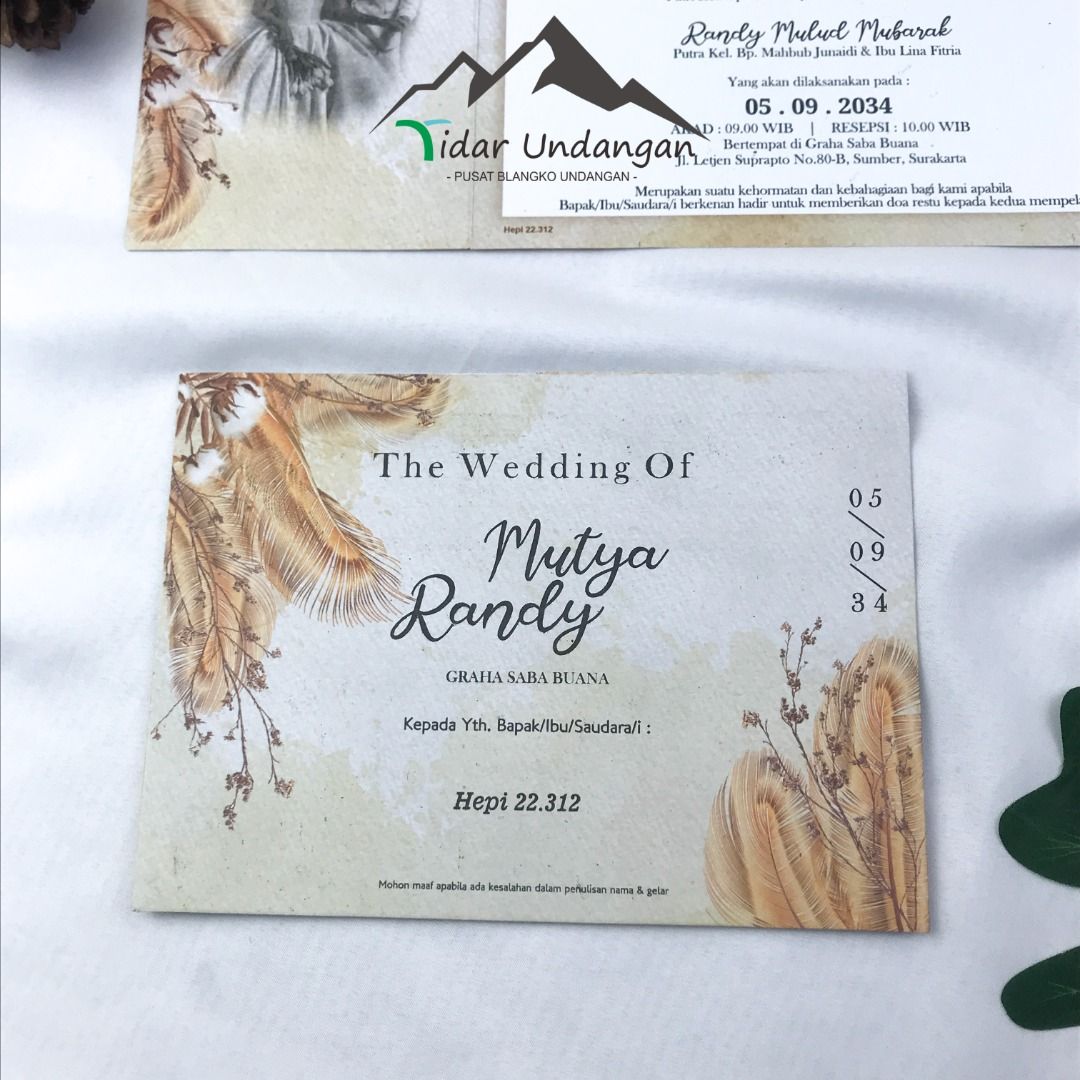 Randy Mulud Mubarak
Putra Kel. Bp. Mahbub Junaidi & Ibu Lina Fitria
Yang akan dilaksanakan pada :
05 . 09 . 2034
AKAD : 09.00 WIB | RESEPSI : 10.00 WIB
Bertempat di Graha Saba Buana
Jl. Letjen Suprapto No.80-B, Sumber, Surakarta
Merupakan suatu kehormatan dan kebahagiaan bagi kami apabila
Bapak/Ibu/Saudara/i berkenan hadir untuk memberikan doa restu kepada kedua mempela
Hepi 22.312
Tidar Undangan
- PUSAT BLANGKO UNDANGAN -
The Wedding Of
Mutya
Randy
GRAHA SABA BUANA
Kepada Yth. Bapak/Ibu/Saudara/i :
Hepi 22.312
Mohon maaf apabila ada kesalahan dalam penulisan nama & gelar
05
09
34